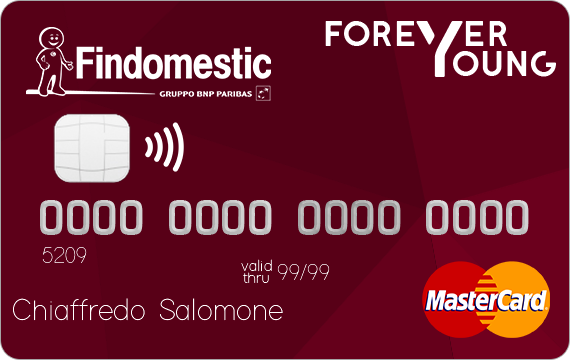 Findomestic
GRUPPO BNP PARIBAS
FOREVER
YOUNG
0000 0000 0000 0000
5209
valid
thru 99/99
Chiaffredo Salomone
MasterCard